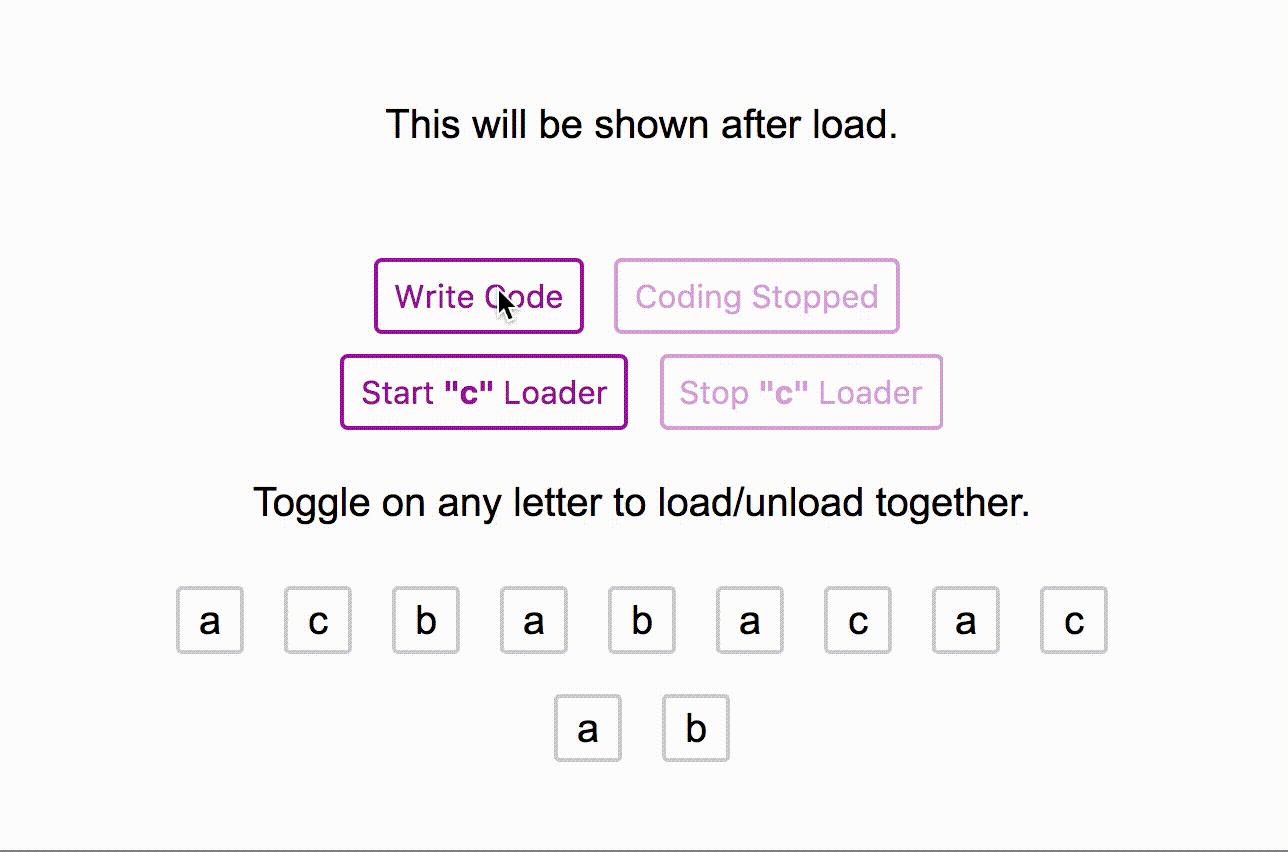 This will be shown after load.
Write Code Coding Stopped
Start "c" Loader Stop "c" Loader
Toggle on any letter to load/unload together.
a c b a b a c a c
a b